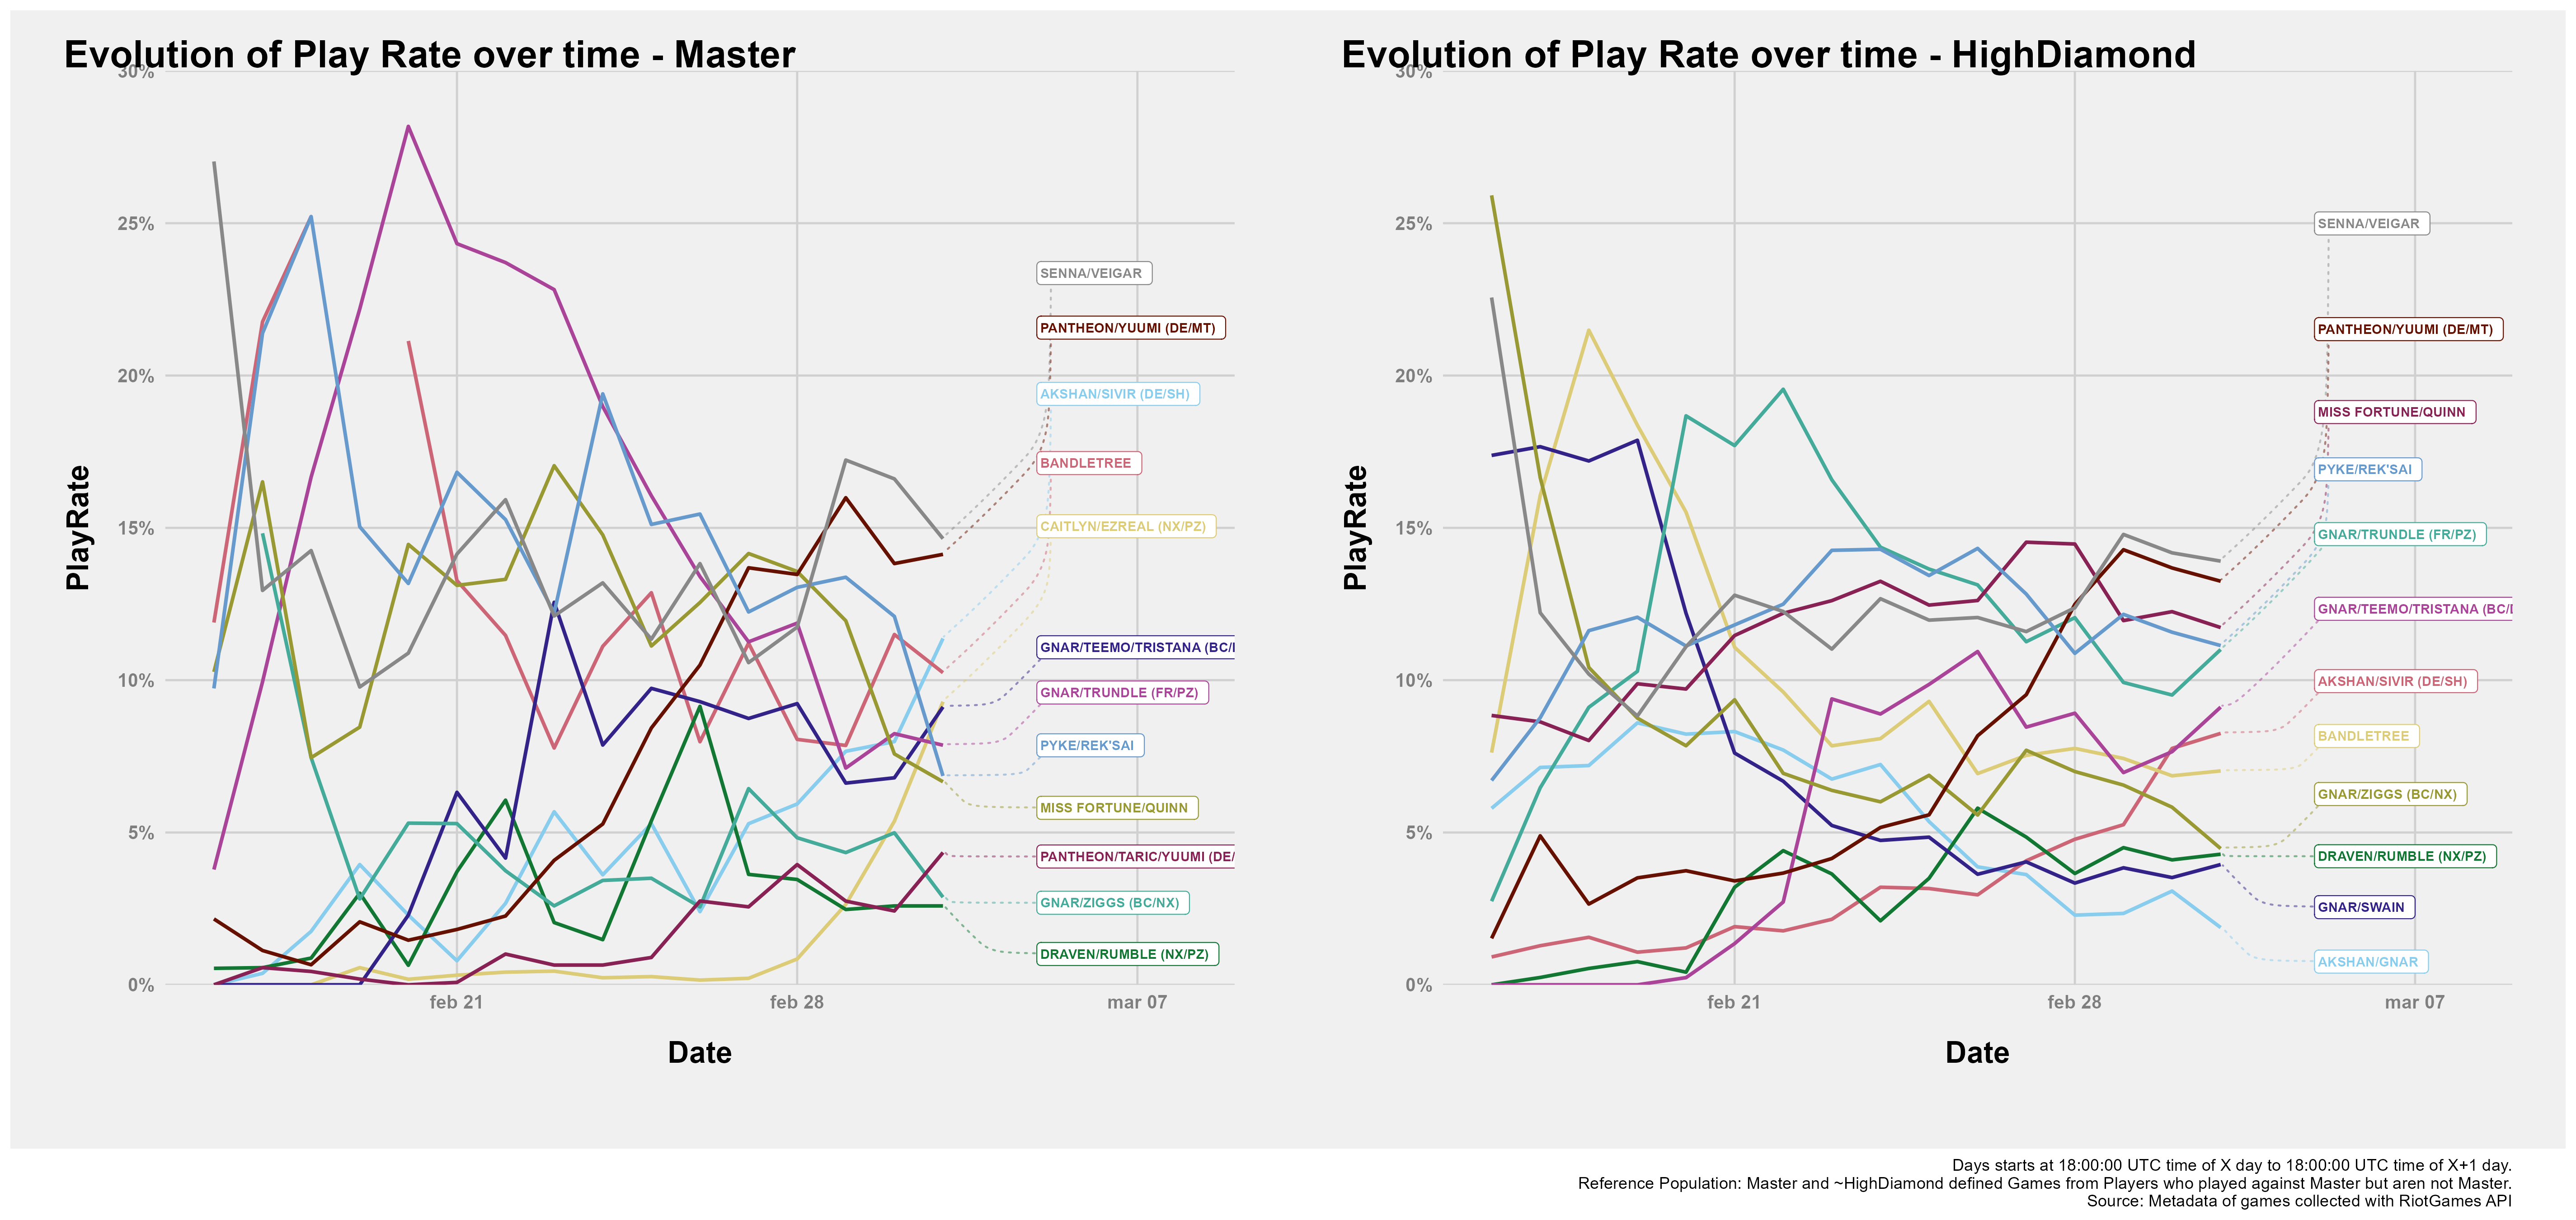 Evolution of Play Rate over time - Master
30%
25%
20%
15%
10%
5%
0%
PlayRate
SENNA/VEIGAR
PANTHEON/YUUMI (DE/MT)
AKSHAN/SIVIR (DE/SH)
BANDLETREE
CAITLYN/EZREAL (NX/PZ)
GNAR/TEEMO/TRISTANA (BC/
GNAR/TRUNDLE (FR/PZ)
PYKE/REK'SAI
MISS FORTUNE/QUINN
PANTHEON/TARIC/YUUMI (DE/
GNAR/ZIGGS (BC/NX)
DRAVEN/RUMBLE (NX/PZ)
feb 21
feb 28
mar 07
Date
Evolution of Play Rate over time - HighDiamond
30%
25%
20%
15%
10%
5%
0%
PlayRate
SENNA/VEIGAR
PANTHEON/YUUMI (DE/MT)
MISS FORTUNE/QUINN
PYKE/REK'SAI
GNAR/TRUNDLE (FR/PZ)
GNAR/TEEMO/TRISTANA (BC/
AKSHAN/SIVIR (DE/SH)
BANDLETREE
GNAR/ZIGGS (BC/NX)
DRAVEN/RUMBLE (NX/PZ)
GNAR/SWAIN
AKSHAN/GNAR
feb 21
feb 28
mar 07
Date
Days starts at 18:00:00 UTC time of X day to 18:00:00 UTC time of X+1 day.
Reference Population: Master and ~HighDiamond defined Games from Players who played against Master but aren not Master.
Source: Metadata of games collected with RiotGames API